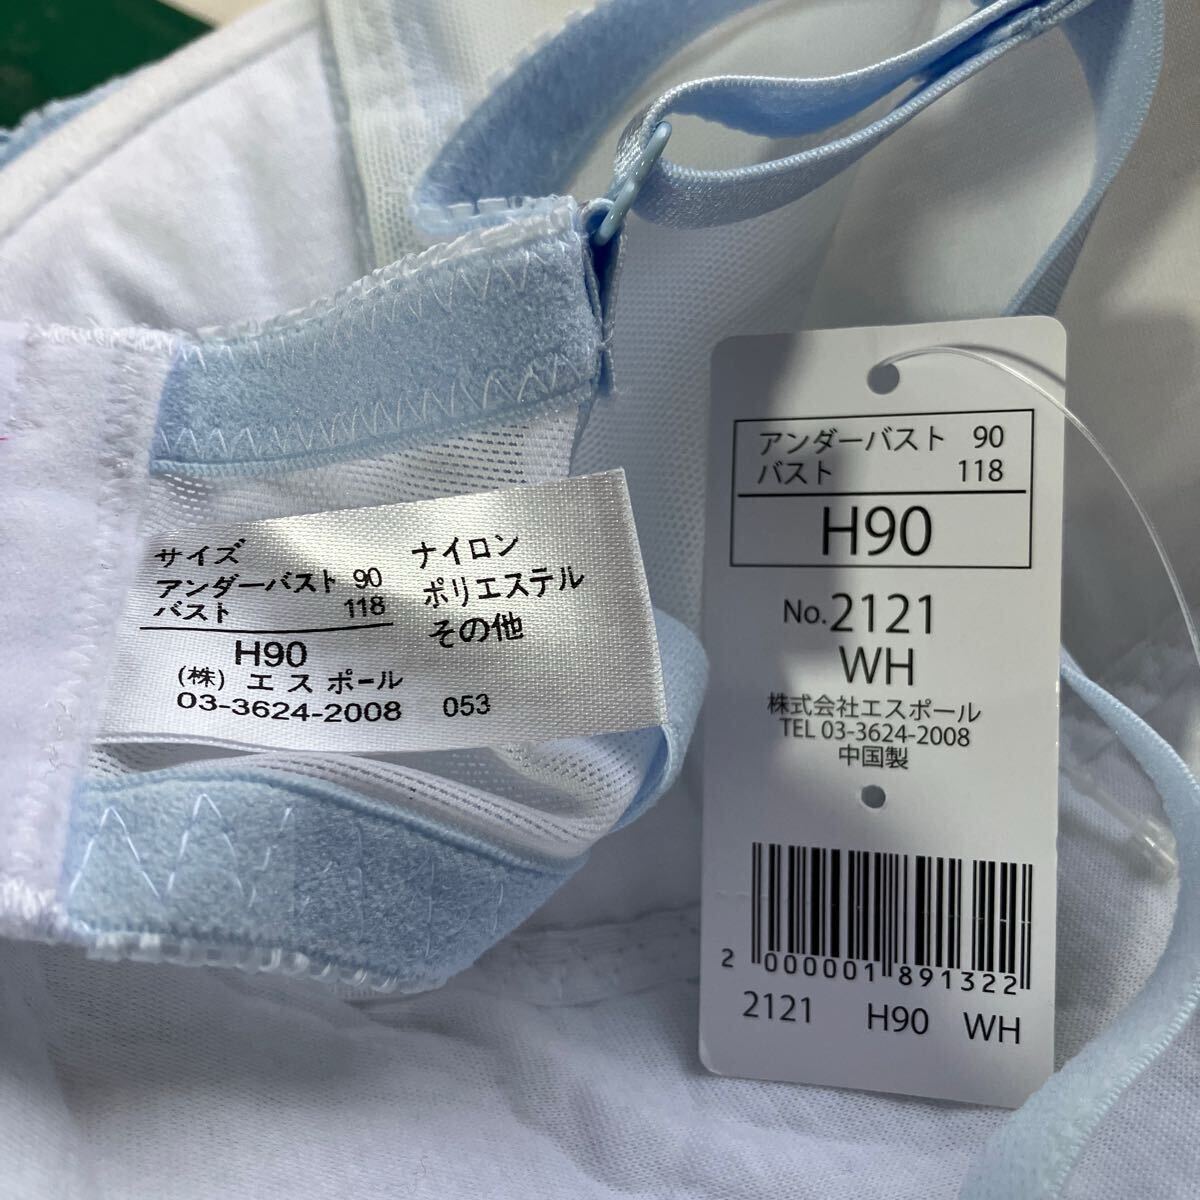 サイズ
アンダーバスト 90
バスト 118
H90
(株) エスポール
03-3624-2008 053
ナイロン
ポリエステル
その他
アンダーバスト 90
バスト 118
H90
No.2121
WH
株式会社エスポール
TEL 03-3624-2008
中国製
2 000001 891322
2121 H90 WH